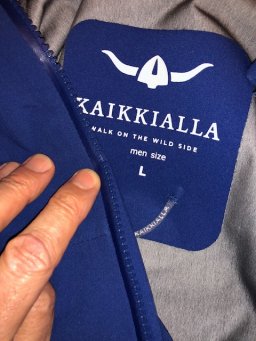 KAIKKIALLA
WALK ON THE WILD SIDE
men size
L
KAIKKIALLA